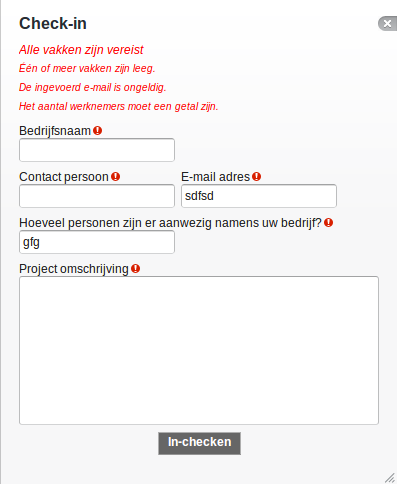 Check-in
Alle vakken zijn vereist
Één of meer vakken zijn leeg.
De ingevoerd e-mail is ongeldig.
Het aantal werknemers moet een getal zijn.
Bedrijfsnaam
Contact persoon E-mail adres
sdfsd
Hoeveel personen zijn er aanwezig namens uw bedrijf?
gfg
Project omschrijving
In-checken